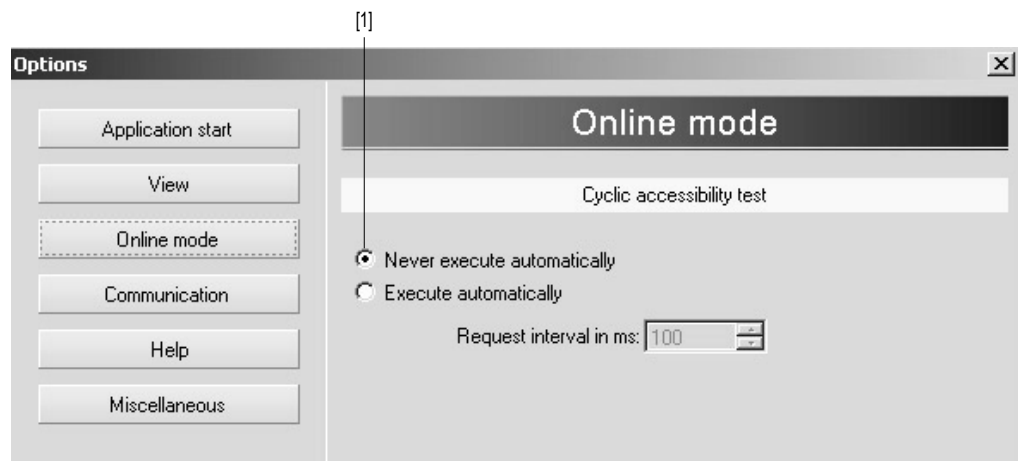 [1]
Options
Application start
View
Online mode
Communication
Help
Miscellaneous
Online mode
Cyclic accessibility test
Never execute automatically
Execute automatically
Request interval in ms: 100